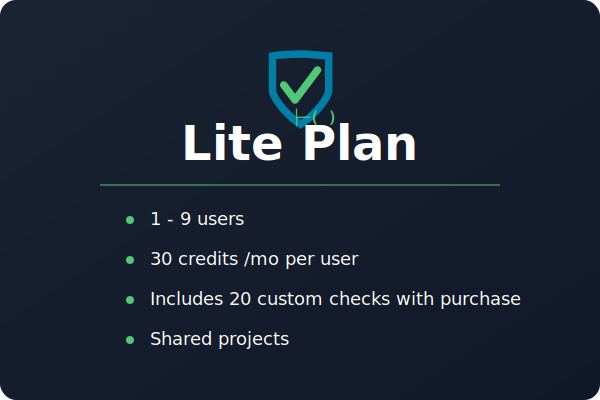 ⊢( )
Lite Plan
1 - 9 users
30 credits /mo per user
Includes 20 custom checks with purchase
Shared projects